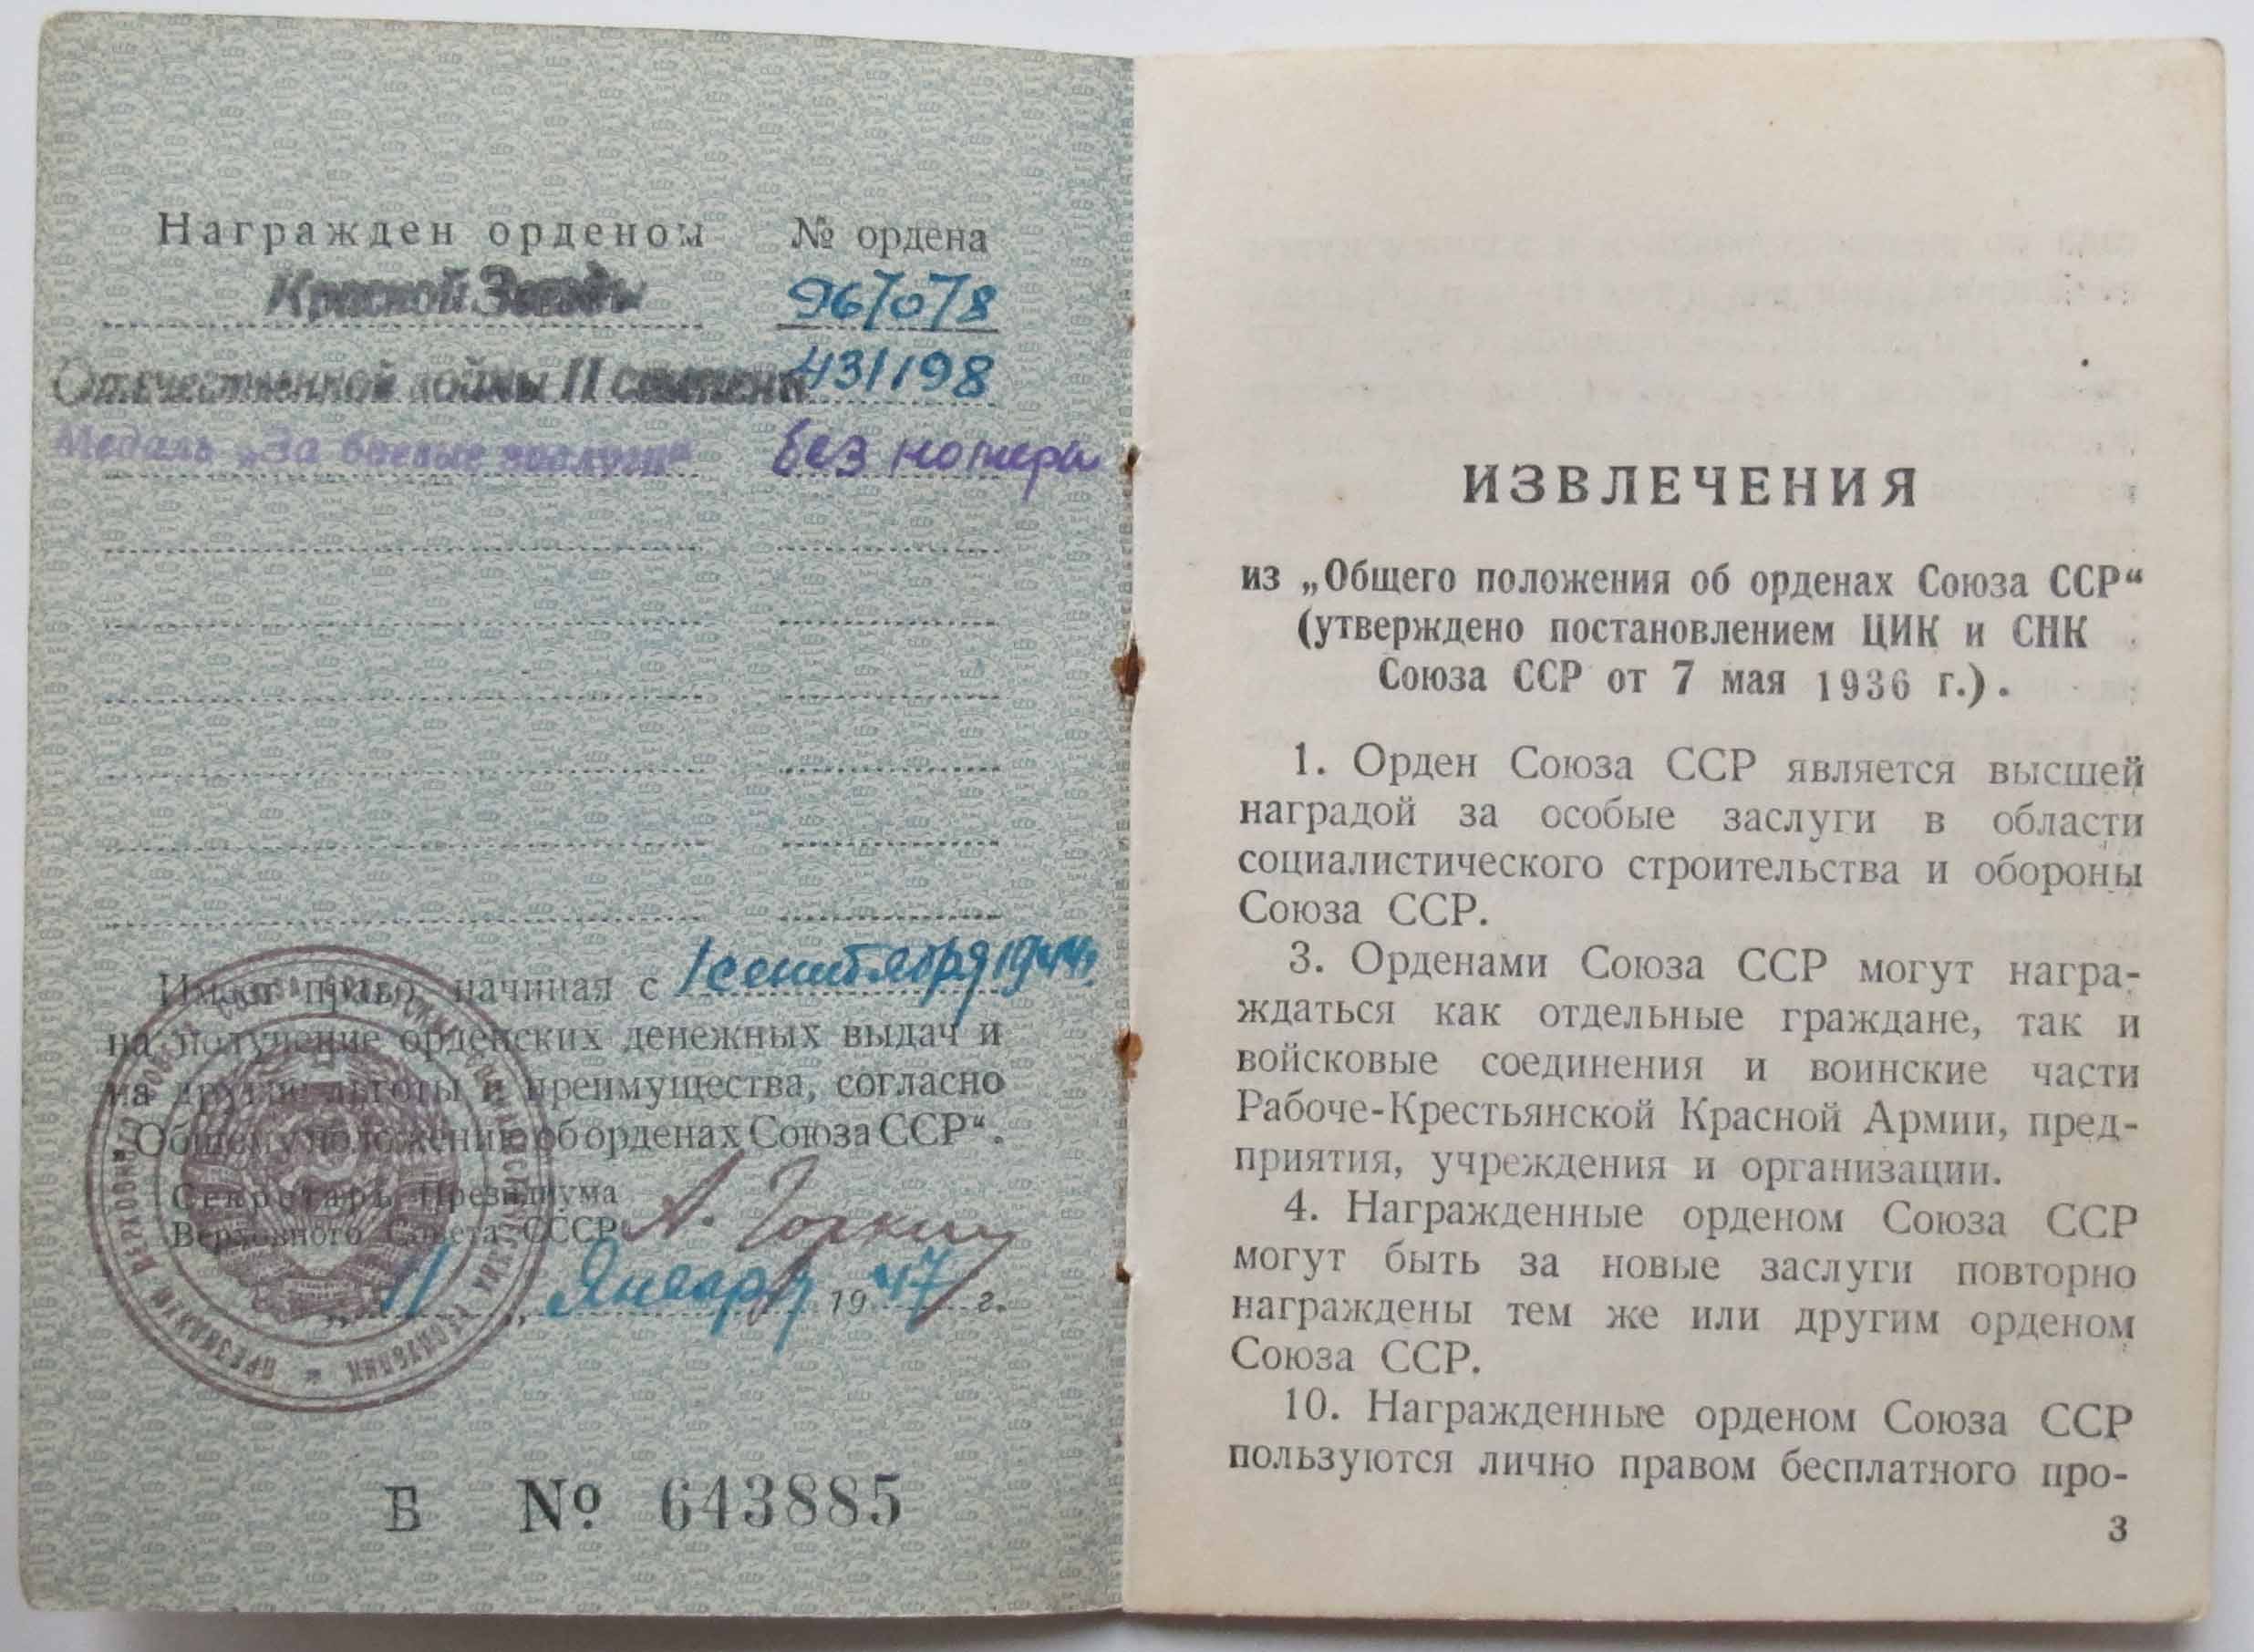 Награжден орденом № ордена
Красной Звезды 961078
Отечественной войны II степени 431198
Медаль „За боевые заслуги“ без номера
Имеет право, начиная с 1 сентября 1944 г.
на получение орденских денежных выдач и
на другие льготы и преимущества, согласно
„Общему положению об орденах Союза ССР“.
Секретарь Президиума
Верховного Совета СССР А. Горкин
„11„ Января 1947 г.
Б № 643885
ИЗВЛЕЧЕНИЯ
из „Общего положения об орденах Союза ССР“
(утверждено постановлением ЦИК и СНК
Союза ССР от 7 мая 1936 г.).
1. Орден Союза ССР является высшей
наградой за особые заслуги в области
социалистического строительства и обороны
Союза ССР.
3. Орденами Союза ССР могут награ-
ждаться как отдельные граждане, так и
войсковые соединения и воинские части
Рабоче-Крестьянской Красной Армии, пред-
приятия, учреждения и организации.
4. Награжденные орденом Союза ССР
могут быть за новые заслуги повторно
награждены тем же или другим орденом
Союза ССР.
10. Награжденные орденом Союза ССР
пользуются лично правом бесплатного про-
3